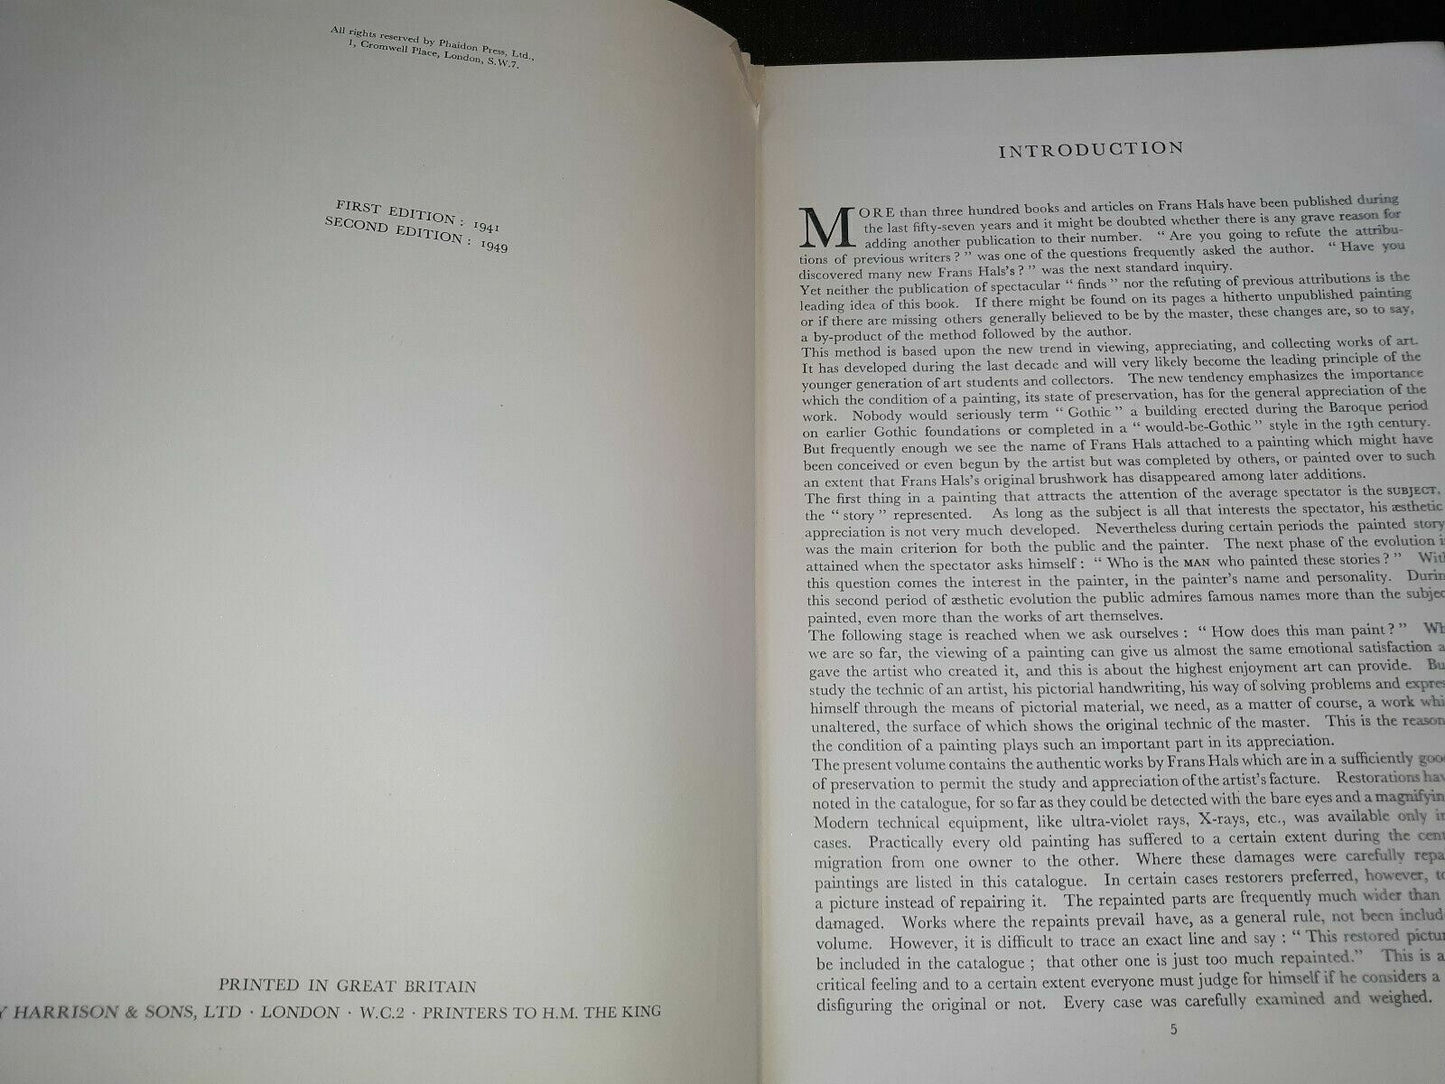 All rights reserved by Phaidon Press, Ltd.,
1, Cromwell Place, London, S.W.7.
FIRST EDITION : 1941
SECOND EDITION : 1949
PRINTED IN GREAT BRITAIN
Y HARRISON & SONS, LTD · LONDON · W.C.2 · PRINTERS TO H.M. THE KING
INTRODUCTION
MORE than three hundred books and articles on Frans Hals have been published during
the last fifty-seven years and it might be doubted whether there is any grave reason for
adding another publication to their number. “ Are you going to refute the attribu-
tions of previous writers ? ” was one of the questions frequently asked the author. “ Have you
discovered many new Frans Hals's ? ” was the next standard inquiry.
Yet neither the publication of spectacular “ finds ” nor the refuting of previous attributions is the
leading idea of this book. If there might be found on its pages a hitherto unpublished painting
or if there are missing others generally believed to be by the master, these changes are, so to say,
a by-product of the method followed by the author.
This method is based upon the new trend in viewing, appreciating, and collecting works of art.
It has developed during the last decade and will very likely become the leading principle of the
younger generation of art students and collectors. The new tendency emphasizes the importance
which the condition of a painting, its state of preservation, has for the general appreciation of the
work. Nobody would seriously term “ Gothic ” a building erected during the Baroque period
on earlier Gothic foundations or completed in a “ would-be-Gothic ” style in the 19th century.
But frequently enough we see the name of Frans Hals attached to a painting which might have
been conceived or even begun by the artist but was completed by others, or painted over to such
an extent that Frans Hals's original brushwork has disappeared among later additions.
The first thing in a painting that attracts the attention of the average spectator is the SUBJECT,
the “ story ” represented. As long as the subject is all that interests the spectator, his æsthetic
appreciation is not very much developed. Nevertheless during certain periods the painted story
was the main criterion for both the public and the painter. The next phase of the evolution i
attained when the spectator asks himself : “ Who is the MAN who painted these stories ? ” With
this question comes the interest in the painter, in the painter's name and personality. Durin
this second period of æsthetic evolution the public admires famous names more than the subjec
painted, even more than the works of art themselves.
The following stage is reached when we ask ourselves : “ How does this man paint ? ” Wh
we are so far, the viewing of a painting can give us almost the same emotional satisfaction a
gave the artist who created it, and this is about the highest enjoyment art can provide. Bu
study the technic of an artist, his pictorial handwriting, his way of solving problems and expres
himself through the means of pictorial material, we need, as a matter of course, a work whi
unaltered, the surface of which shows the original technic of the master. This is the reason
the condition of a painting plays such an important part in its appreciation.
The present volume contains the authentic works by Frans Hals which are in a sufficiently goo
of preservation to permit the study and appreciation of the artist's facture. Restorations hav
noted in the catalogue, for so far as they could be detected with the bare eyes and a magnifyin
Modern technical equipment, like ultra-violet rays, X-rays, etc., was available only in
cases. Practically every old painting has suffered to a certain extent during the cent
migration from one owner to the other. Where these damages were carefully repa
paintings are listed in this catalogue. In certain cases restorers preferred, however, to
a picture instead of repairing it. The repainted parts are frequently much wider than
damaged. Works where the repaints prevail have, as a general rule, not been includ
volume. However, it is difficult to trace an exact line and say : “ This restored pictur
be included in the catalogue ; that other one is just too much repainted.” This is a
critical feeling and to a certain extent everyone must judge for himself if he considers a
disfiguring the original or not. Every case was carefully examined and weighed.
5